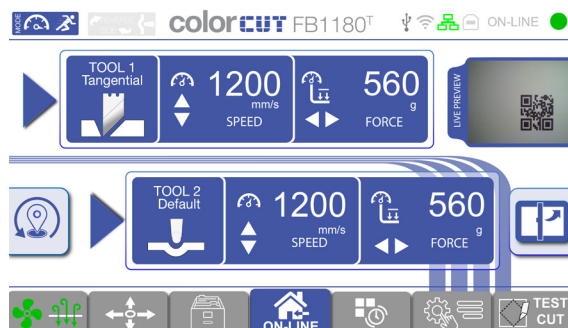 MODE
colorCUT FB1180T
ON-LINE
TOOL 1
Tangential
1200
mm/s
SPEED
560
g
FORCE
LIVE PREVIEW
TOOL 2
Default
1200
mm/s
SPEED
560
g
FORCE
ON-LINE
TEST
CUT